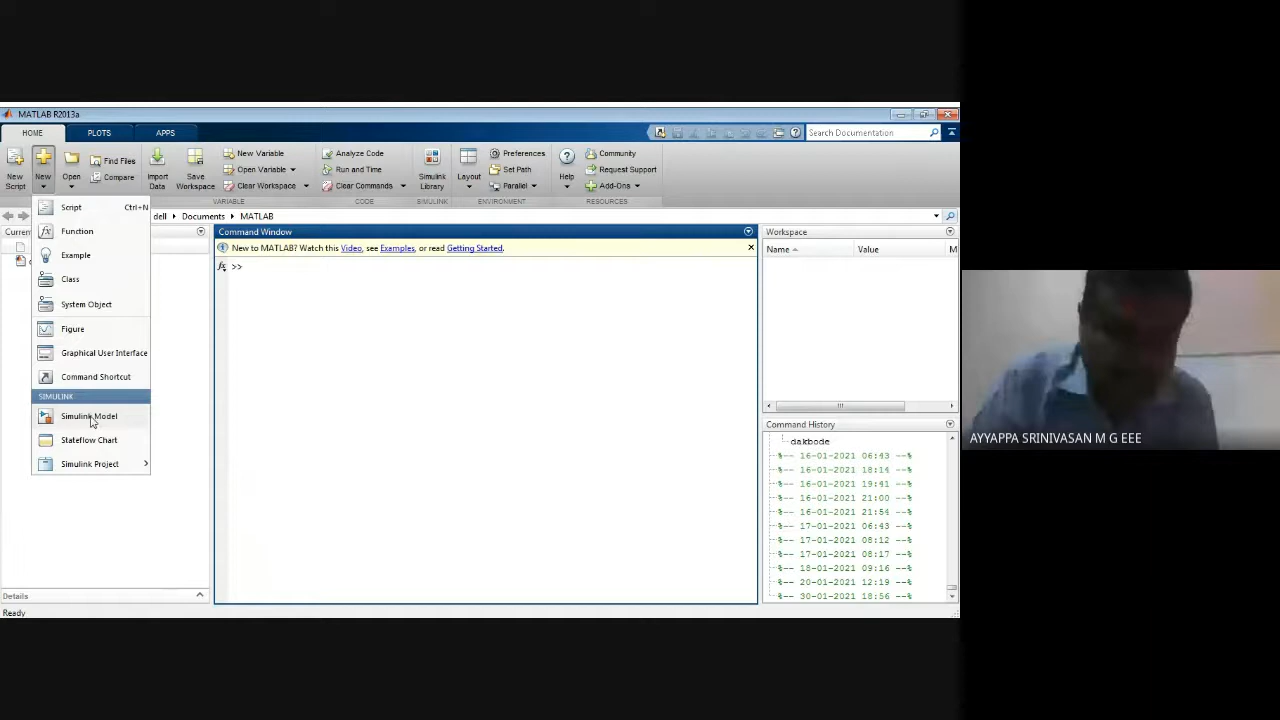 MATLAB R2013a
HOME PLOTS APPS
Search Documentation
New Script
New
Open
Find Files
Compare
Import Data
Save Workspace
New Variable
Open Variable
Clear Workspace
Analyze Code
Run and Time
Clear Commands
Simulink Library
Layout
Preferences
Set Path
Parallel
Help
Community
Request Support
Add-Ons
VARIABLE CODE SIMULINK ENVIRONMENT RESOURCES
dell Documents MATLAB
Curren
Script Ctrl+N
Function
Example
Class
System Object
Figure
Graphical User Interface
Command Shortcut
SIMULINK
Simulink Model
Stateflow Chart
Simulink Project
Details
Ready
Command Window
New to MATLAB? Watch this Video, see Examples, or read Getting Started.
fx >>
Workspace
Name Value M
Command History
dakbode
%-- 16-01-2021 06:43 --%
%-- 16-01-2021 18:14 --%
%-- 16-01-2021 19:41 --%
%-- 16-01-2021 21:00 --%
%-- 16-01-2021 21:54 --%
%-- 17-01-2021 06:43 --%
%-- 17-01-2021 08:12 --%
%-- 17-01-2021 08:17 --%
%-- 18-01-2021 09:16 --%
%-- 20-01-2021 12:19 --%
%-- 30-01-2021 18:56 --%
AYYAPPA SRINIVASAN M G EEE